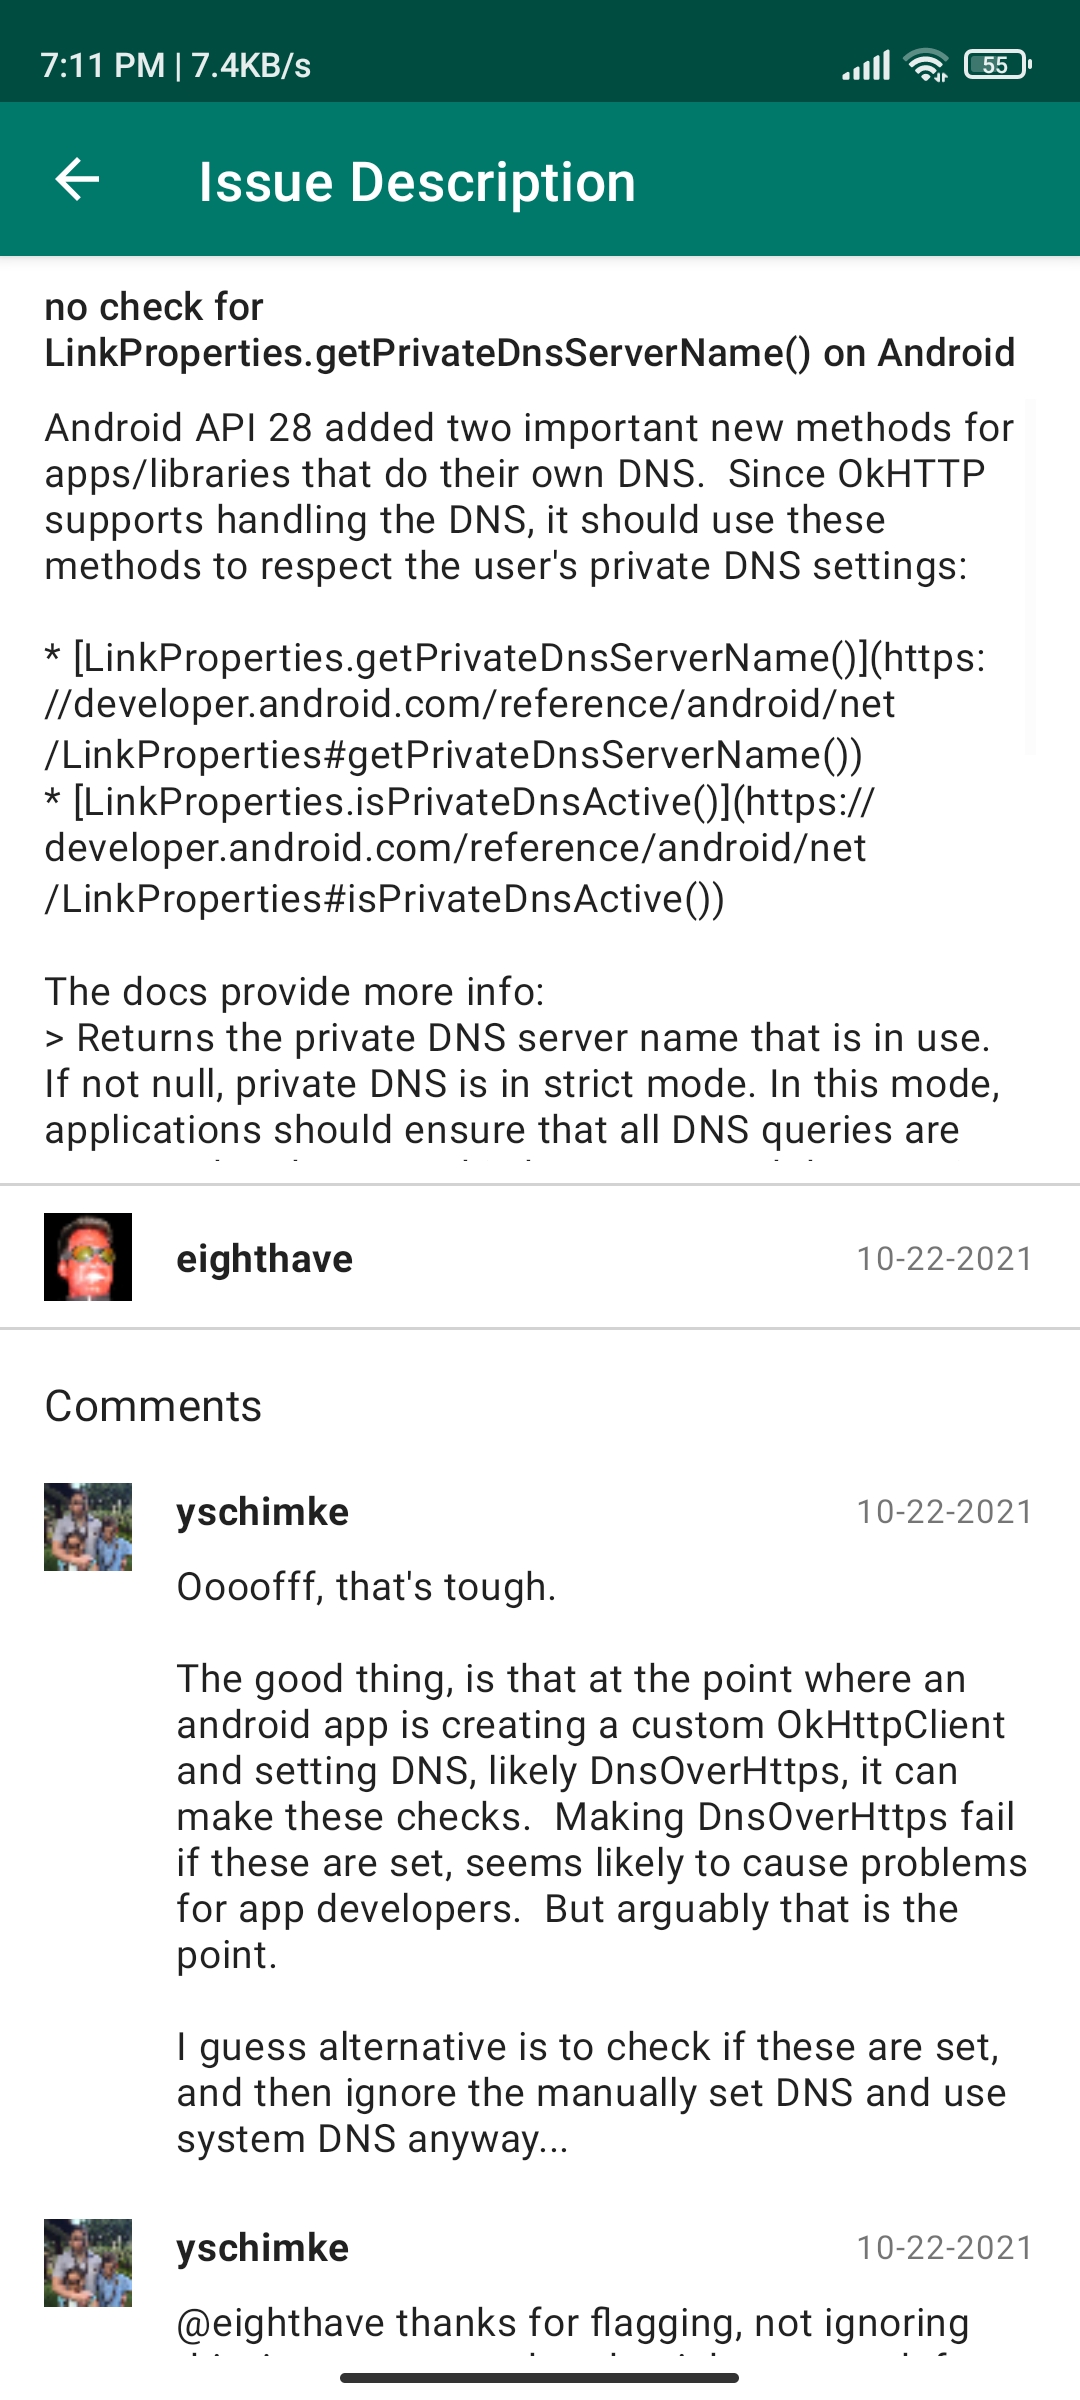 7:11 PM | 7.4KB/s
55
Issue Description
no check for
LinkProperties.getPrivateDnsServerName() on Android
Android API 28 added two important new methods for
apps/libraries that do their own DNS.  Since OkHTTP
supports handling the DNS, it should use these
methods to respect the user's private DNS settings:
* [LinkProperties.getPrivateDnsServerName()](https:
//developer.android.com/reference/android/net
/LinkProperties#getPrivateDnsServerName())
* [LinkProperties.isPrivateDnsActive()](https://
developer.android.com/reference/android/net
/LinkProperties#isPrivateDnsActive())
The docs provide more info:
> Returns the private DNS server name that is in use.
If not null, private DNS is in strict mode. In this mode,
applications should ensure that all DNS queries are
eighthave
10-22-2021
Comments
yschimke
10-22-2021
Oooofff, that's tough.
The good thing, is that at the point where an
android app is creating a custom OkHttpClient
and setting DNS, likely DnsOverHttps, it can
make these checks.  Making DnsOverHttps fail
if these are set, seems likely to cause problems
for app developers.  But arguably that is the
point.
I guess alternative is to check if these are set,
and then ignore the manually set DNS and use
system DNS anyway...
yschimke
10-22-2021
@eighthave thanks for flagging, not ignoring